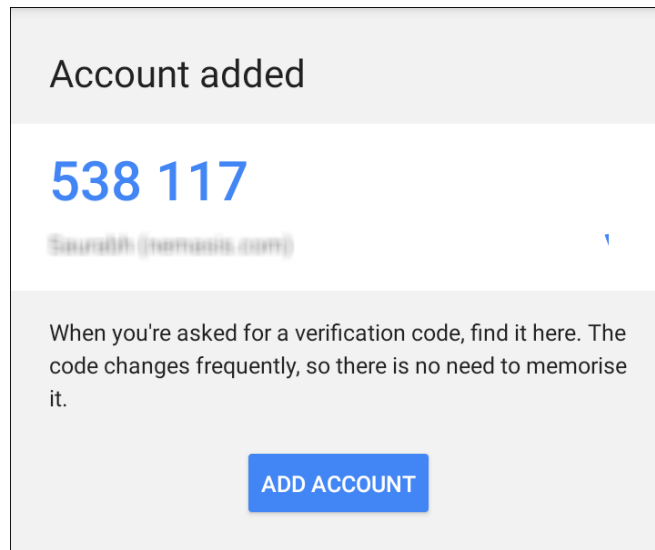 Account added
538 117
When you're asked for a verification code, find it here. The
code changes frequently, so there is no need to memorise
it.
ADD ACCOUNT